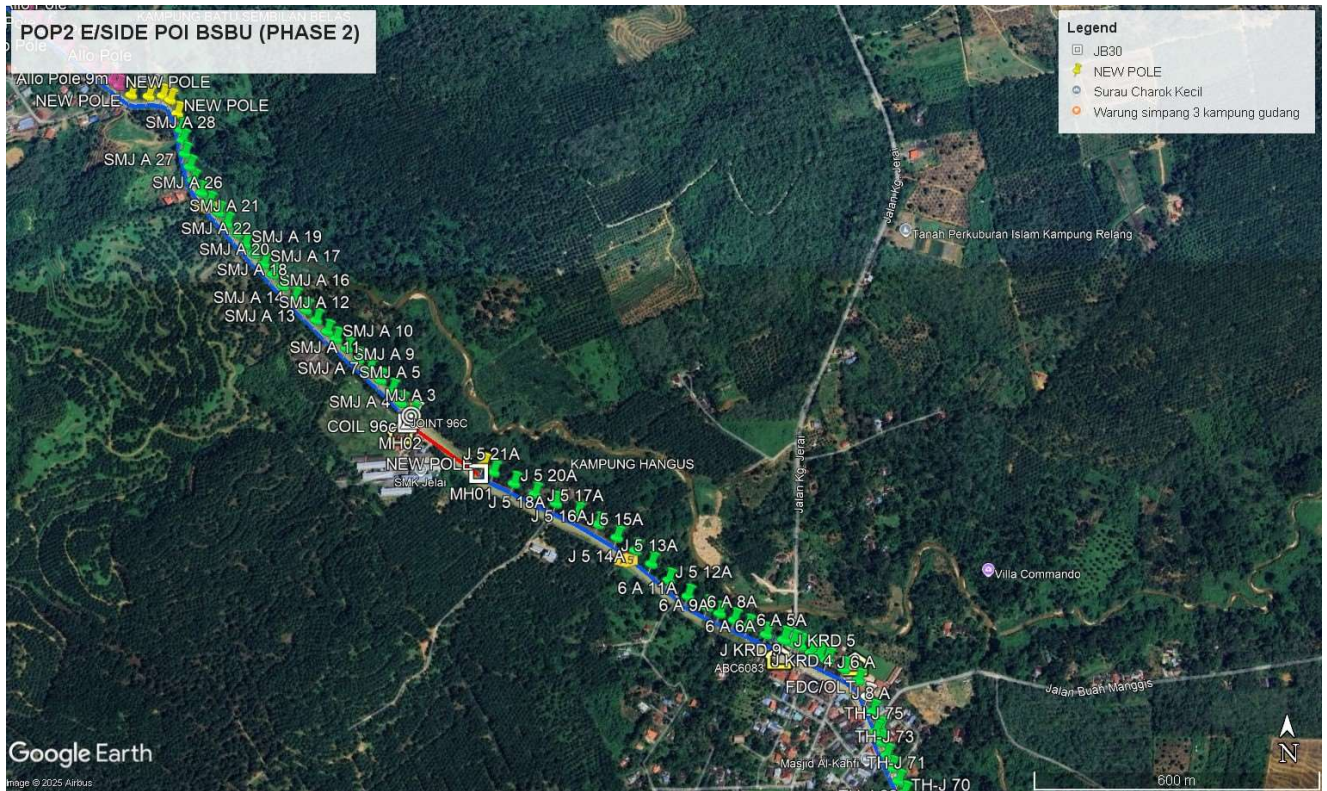 KAMPUNG BATU SEMBILAN BELAS
POP2 E/SIDE POI BSBU (PHASE 2)
Allo Pole
Allo Pole 9m
NEW POLE
NEW POLE
NEW POLE
SMJ A 28
SMJ A 27
SMJ A 26
SMJ A 21
SMJ A 22
SMJ A 19
SMJ A 20
SMJ A 17
SMJ A 18
SMJ A 16
SMJ A 14
SMJ A 12
SMJ A 13
SMJ A 10
SMJ A 11
SMJ A 9
SMJ A 7
SMJ A 5
MJ A 3
SMJ A 4
JOINT 96C
COIL 96c
MH02
J 5 21A
NEW POLE
KAMPUNG HANGUS
SMK Jelai
J 5 20A
MH01
J 5 17A
J 5 18A
J 5 16A
J 5 15A
J 5 13A
J 5 14A
J 5 12A
6 A 11A
6 A 8A
6 A 9A
6 A 5A
6 A 6A
J KRD 5
J KRD 9
J KRD 4
J 6 A
ABC6083
FDC/OLT
J 8 A
TH-J 75
TH-J 73
Masjid Al-Kahfi
TH-J 71
TH-J 70
Jalan Kg. Jerai
Jalan Kg. Jerai
Tanah Perkuburan Islam Kampung Relang
Villa Commando
Jalan Buah Manggis
Legend
JB30
NEW POLE
Surau Charok Kecil
Warung simpang 3 kampung gudang
N
600 m
Google Earth
Image © 2025 Airbus